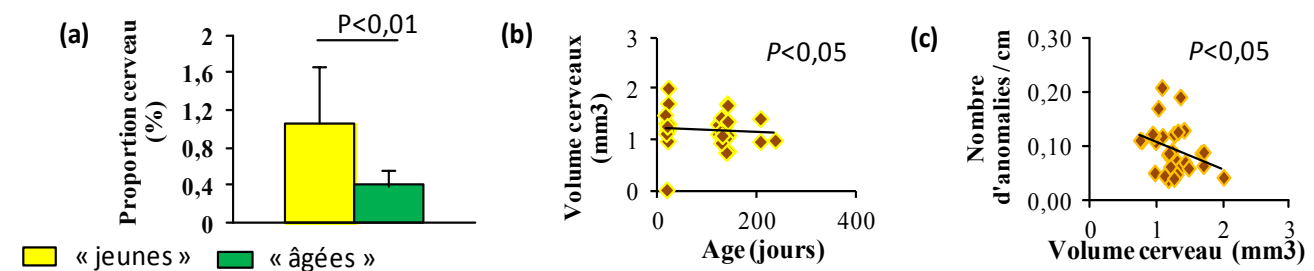 (a)
Proportion cerveau
(%)
2
1,6
1,2
0,8
0,4
0
P<0,01
« jeunes »
« âgées »
(b)
Volume cerveaux
(mm3)
3
2
1
0
P<0,05
0 200 400
Age (jours)
(c)
Nombre
d'anomalies / cm
0,30
0,20
0,10
0,00
P<0,05
0 1 2 3
Volume cerveau (mm3)